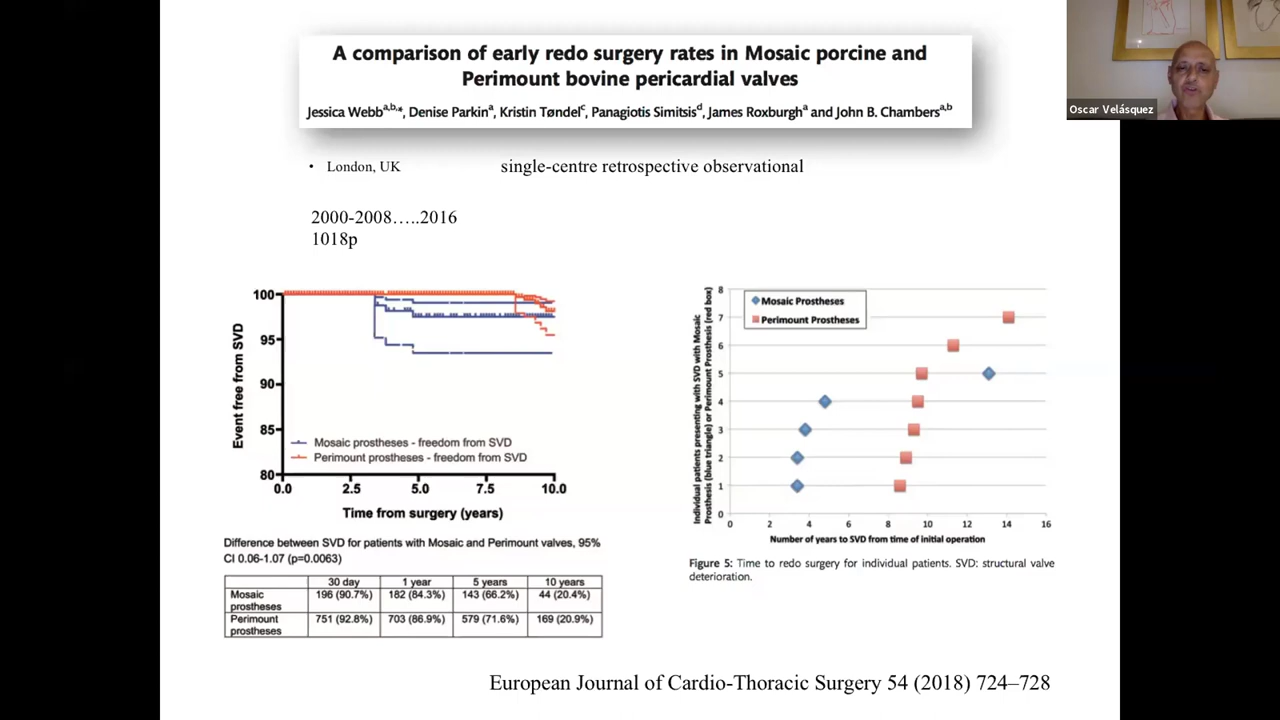 A comparison of early redo surgery rates in Mosaic porcine and
Perimount bovine pericardial valves
Jessica Webbᵃ,ᵇ,*, Denise Parkinᵃ, Kristin Tøndelᶜ, Panagiotis Simitsisᵈ, James Roxburghᵃ and John B. Chambersᵃ,ᵇ
Oscar Velásquez
• London, UK
single-centre retrospective observational
2000-2008…..2016
1018p
Event free from SVD
100
95
90
85
80
Mosaic prostheses - freedom from SVD
Perimount prostheses - freedom from SVD
0.0 2.5 5.0 7.5 10.0
Time from surgery (years)
Difference between SVD for patients with Mosaic and Perimount valves, 95%
CI 0.06-1.07 (p=0.0063)
30 day 1 year 5 years 10 years
Mosaic prostheses 196 (90.7%) 182 (84.3%) 143 (66.2%) 44 (20.4%)
Perimount prostheses 751 (92.8%) 703 (86.9%) 579 (71.6%) 169 (20.9%)
Individual patients presenting with SVD with Mosaic
Prosthesis (blue triangle) or Perimount Prosthesis (red box)
8
7
6
5
4
3
2
1
0
Mosaic Prostheses
Perimount Prostheses
0 2 4 6 8 10 12 14 16
Number of years to SVD from time of initial operation
Figure 5: Time to redo surgery for individual patients. SVD: structural valve
deterioration.
European Journal of Cardio-Thoracic Surgery 54 (2018) 724–728